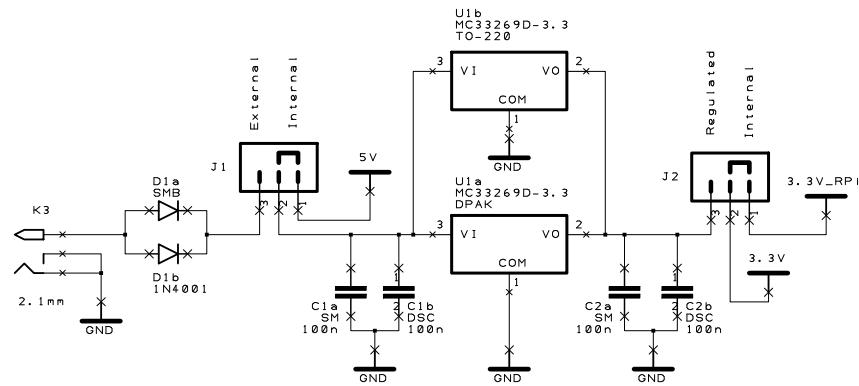 U1b
MC33269D-3.3
TO-220
3
VI
VO
2
COM
1
GND
External
Internal
Regulated
Internal
J1
5V
3
2
1
U1a
MC33269D-3.3
DPAK
3
VI
VO
2
COM
1
GND
J2
3.3V_RPI
3
2
1
3.3V
D1a
SMB
D1b
1N4001
K3
2.1mm
GND
C1a
SM
100n
1
2
C1b
DSC
100n
GND
C2a
SM
100n
1
2
C2b
DSC
100n
GND